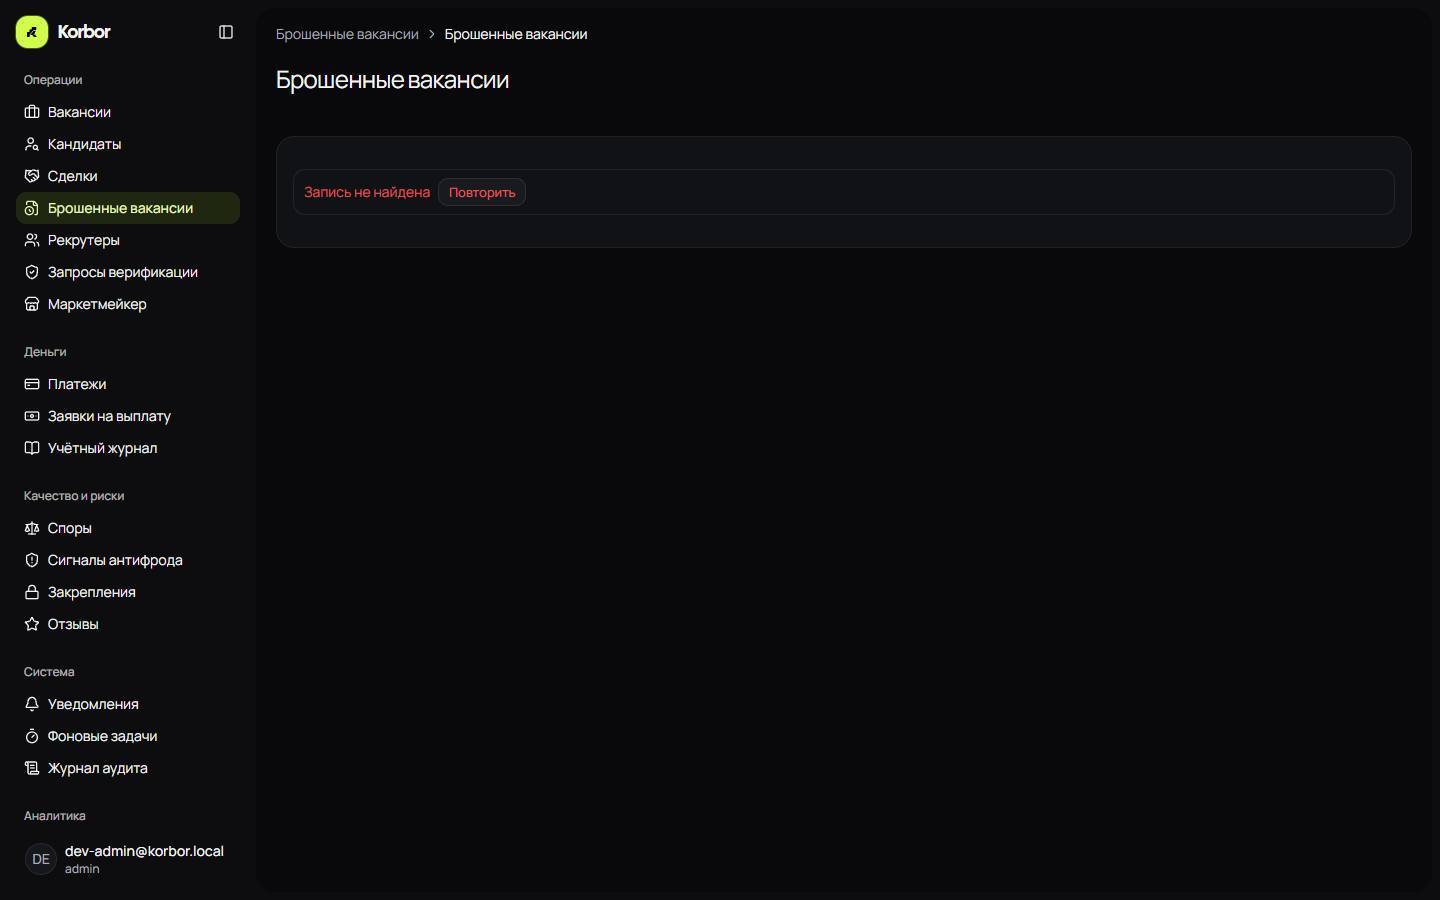 Korbor
Операции
Вакансии
Кандидаты
Сделки
Брошенные вакансии
Рекрутеры
Запросы верификации
Маркетмейкер
Деньги
Платежи
Заявки на выплату
Учётный журнал
Качество и риски
Споры
Сигналы антифрода
Закрепления
Отзывы
Система
Уведомления
Фоновые задачи
Журнал аудита
Аналитика
DE
dev-admin@korbor.local
admin
Брошенные вакансии > Брошенные вакансии
Брошенные вакансии
Запись не найдена Повторить